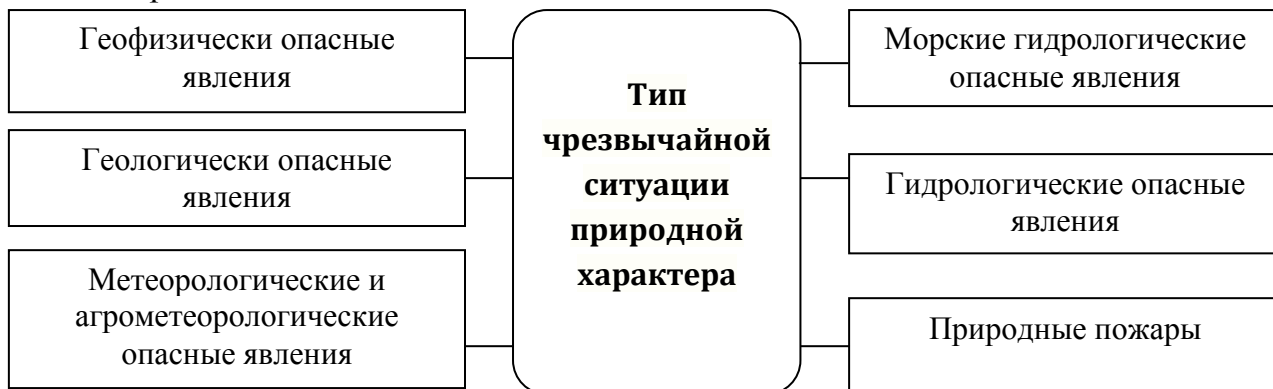 Геофизически опасные
явления
Геологически опасные
явления
Метеорологические и
агрометеорологические
опасные явления
Тип
чрезвычайной
ситуации
природной
характера
Морские гидрологические
опасные явления
Гидрологические опасные
явления
Природные пожары